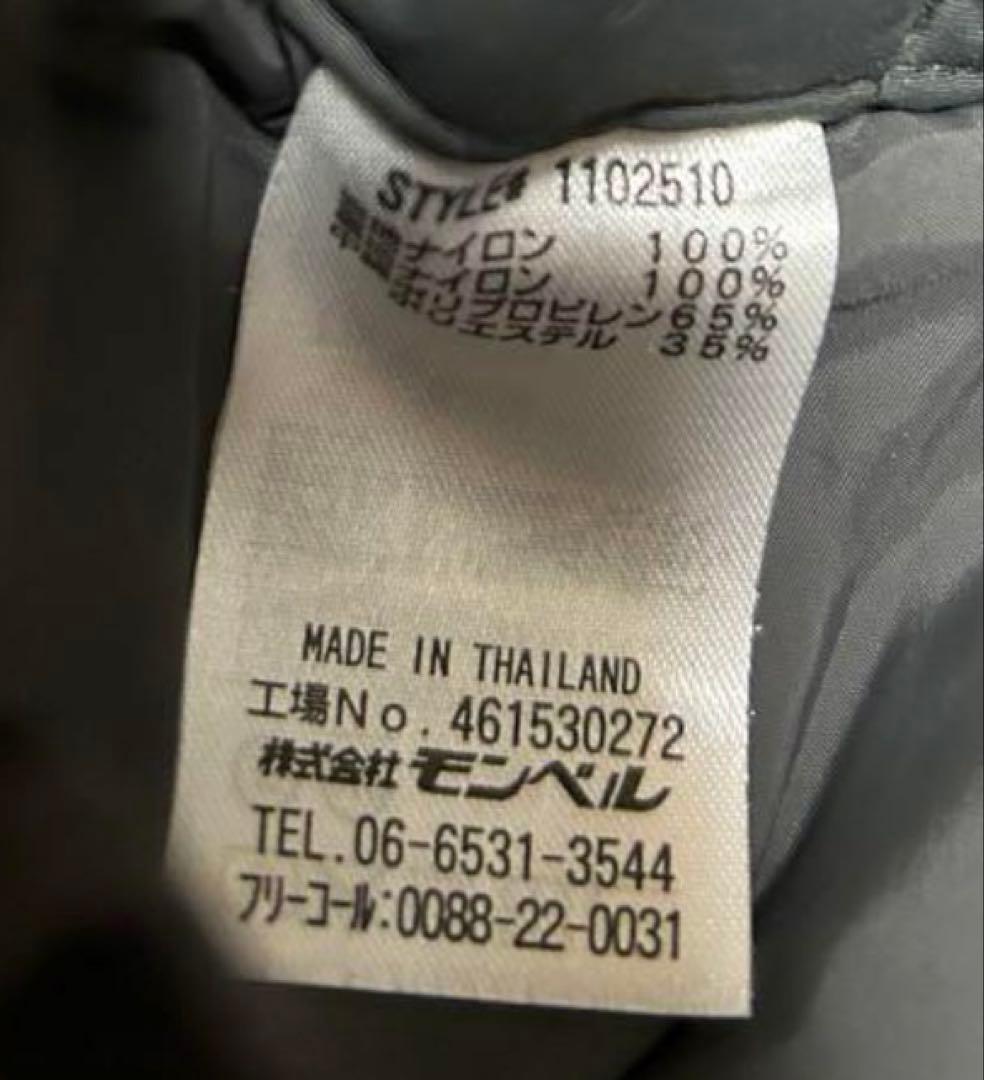 STYLE# 1102510
ナイロン 100%
ナイロン 100%
ポリプロピレン 65%
ポリエステル 35%
MADE IN THAILAND
工場No. 461530272
株式会社モンベル
TEL.06-6531-3544
フリーコール:0088-22-0031